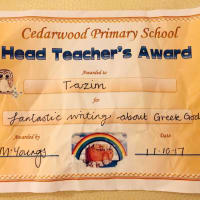 Cedarwood Primary School
Head Teacher's Award
Awarded to
Tazim
for
fantastic writing about Greek God
Awarded by
Date
M. Youngs
11-10-17